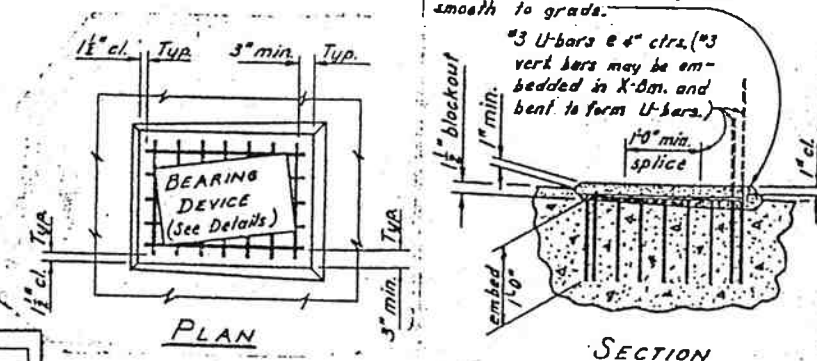 1½" cl.
Typ.
3" min.
Typ.
BEARING
DEVICE
(See Details)
Typ.
1½" cl.
Typ.
3" min.
PLAN
smooth to grade.
#3 U-bars @ 4" ctrs. (#3
vert bars may be em-
bedded in X-Bm. and
bent to form U-bars.)
1'-0" min.
splice
1½" blockout
1" min.
1" cl.
embed
1'-0"
SECTION